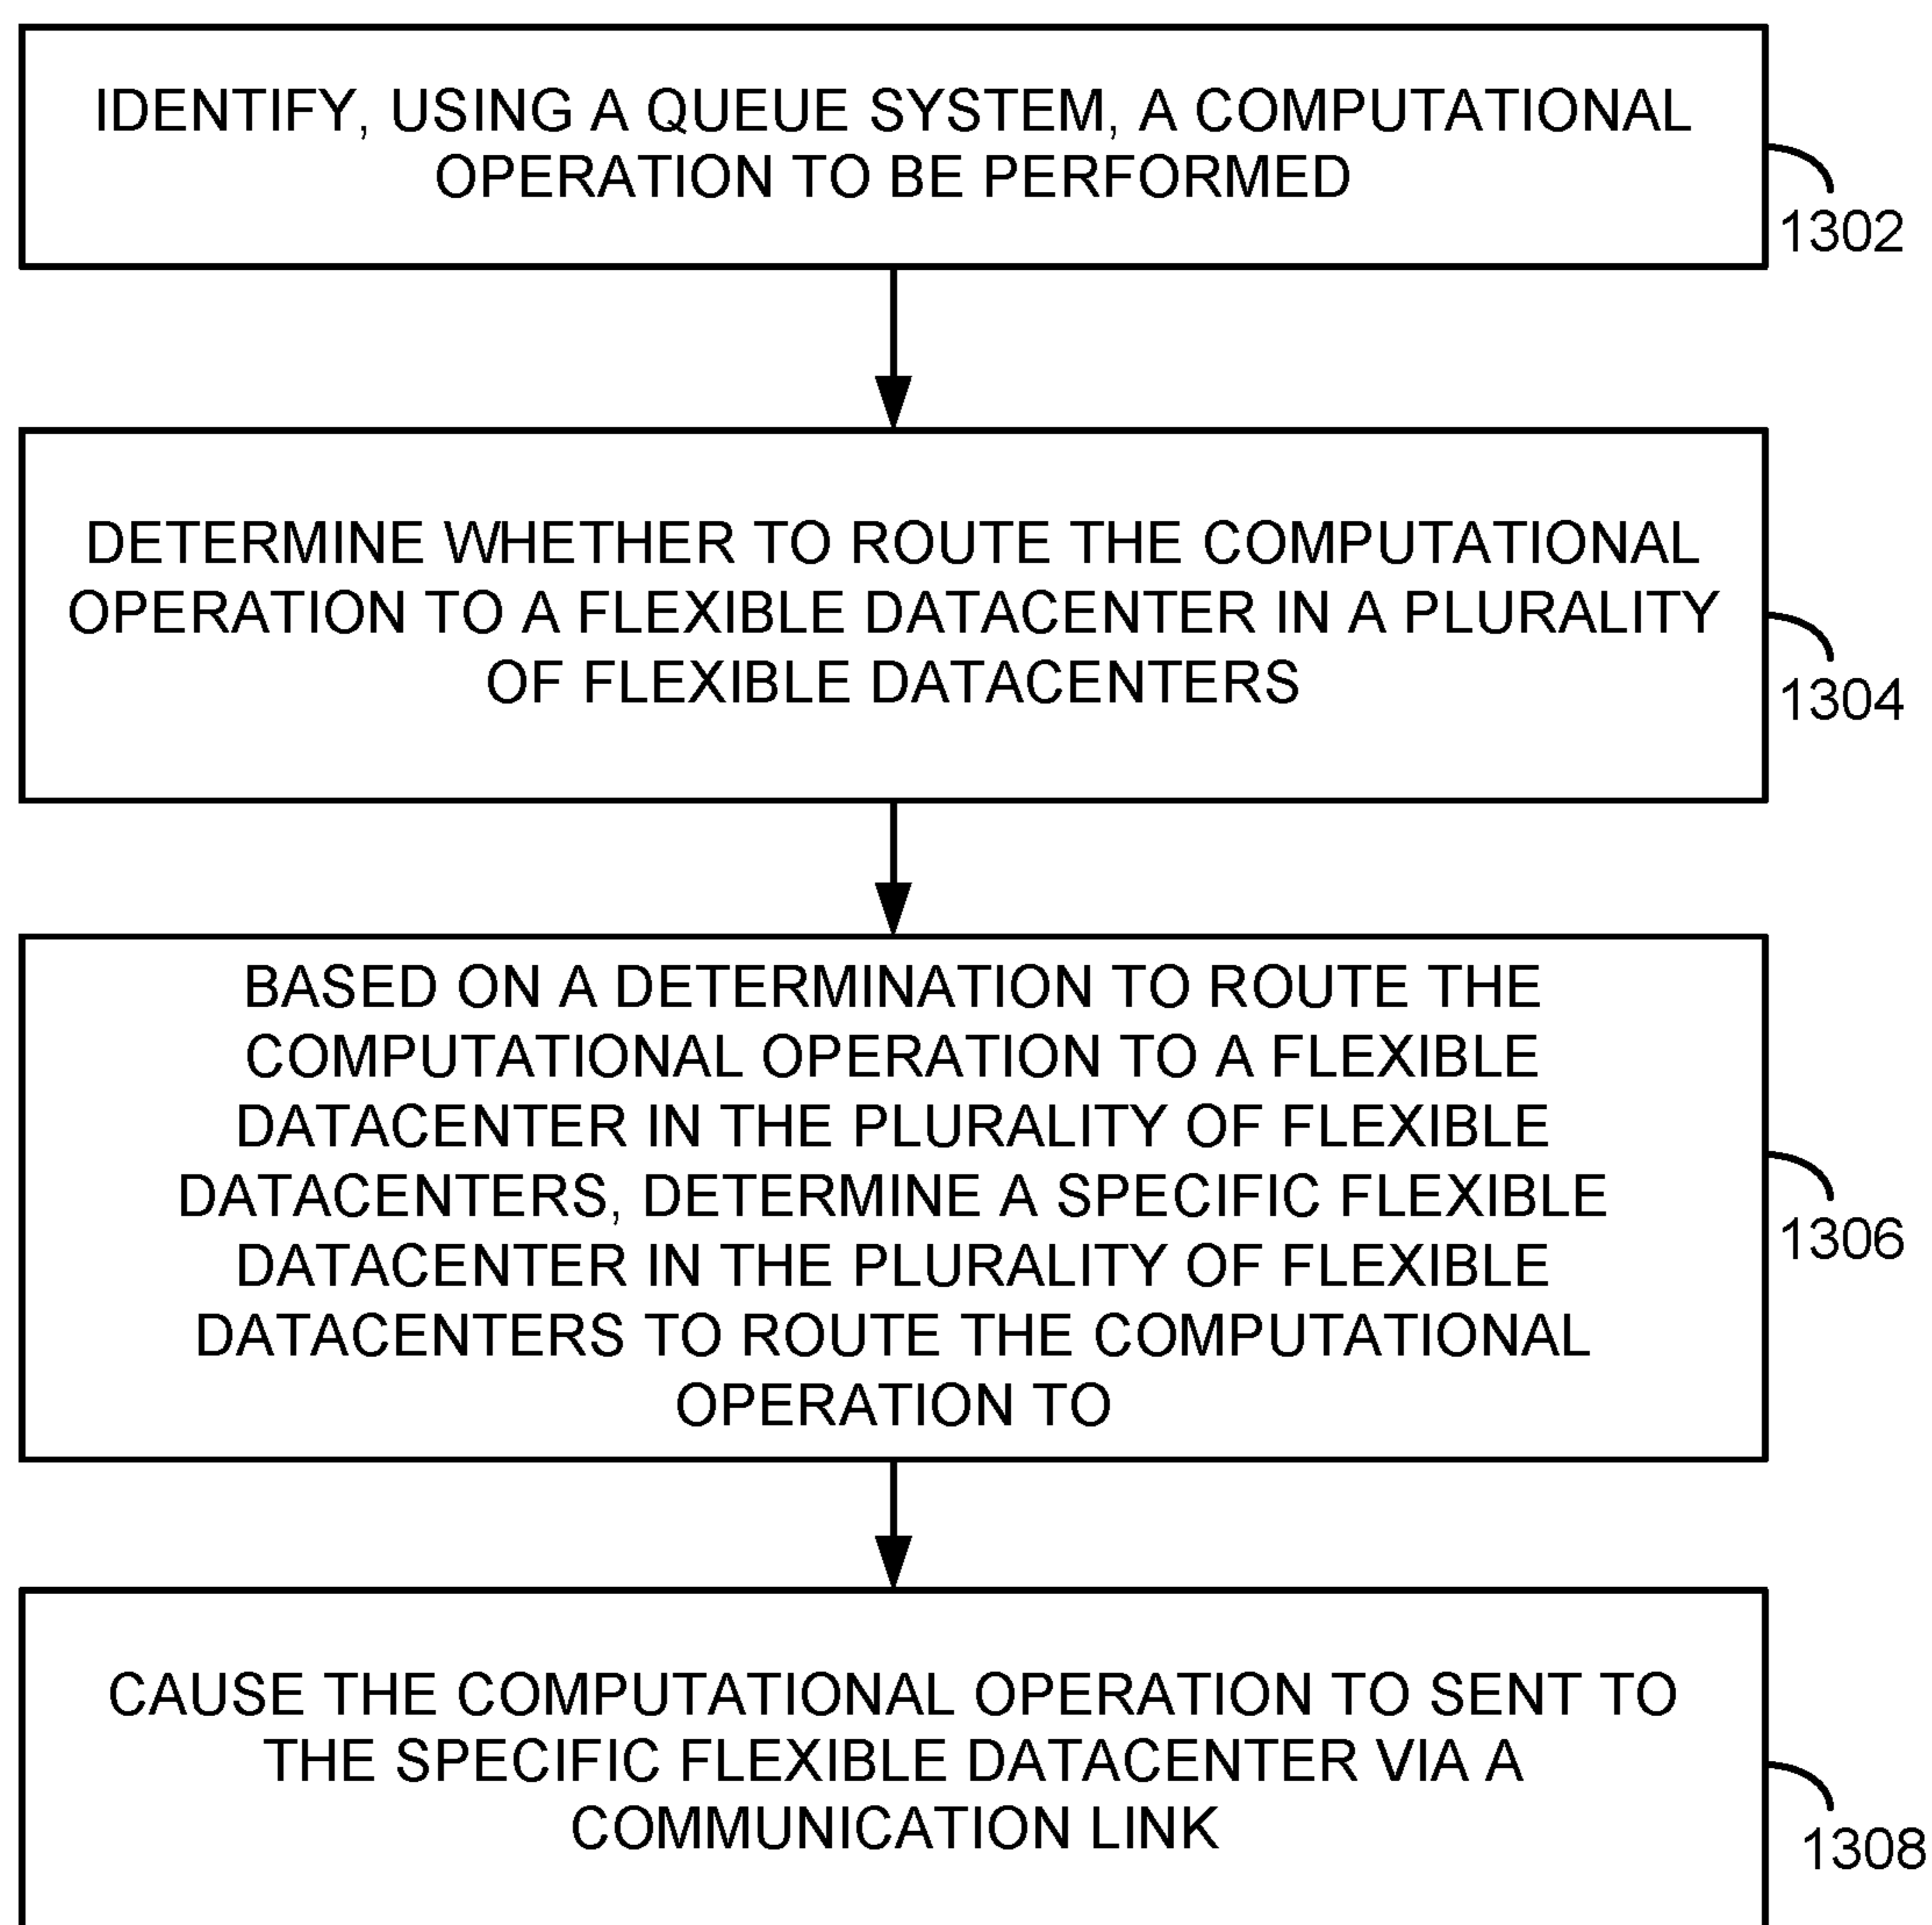 IDENTIFY, USING A QUEUE SYSTEM, A COMPUTATIONAL
OPERATION TO BE PERFORMED
1302
DETERMINE WHETHER TO ROUTE THE COMPUTATIONAL
OPERATION TO A FLEXIBLE DATACENTER IN A PLURALITY
OF FLEXIBLE DATACENTERS
1304
BASED ON A DETERMINATION TO ROUTE THE
COMPUTATIONAL OPERATION TO A FLEXIBLE
DATACENTER IN THE PLURALITY OF FLEXIBLE
DATACENTERS, DETERMINE A SPECIFIC FLEXIBLE
DATACENTER IN THE PLURALITY OF FLEXIBLE
DATACENTERS TO ROUTE THE COMPUTATIONAL
OPERATION TO
1306
CAUSE THE COMPUTATIONAL OPERATION TO SENT TO
THE SPECIFIC FLEXIBLE DATACENTER VIA A
COMMUNICATION LINK
1308